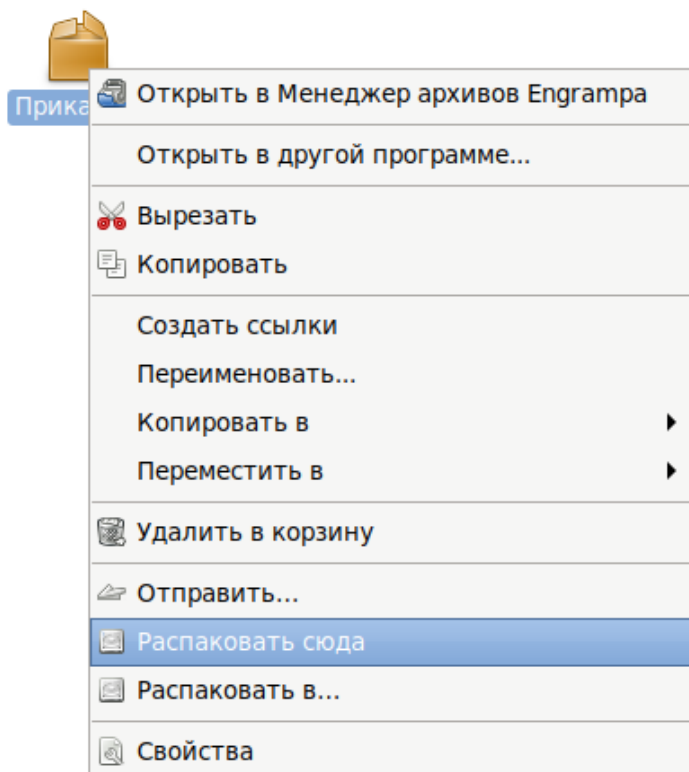 Прика
Открыть в Менеджер архивов Engrampa
Открыть в другой программе...
Вырезать
Копировать
Создать ссылки
Переименовать...
Копировать в
Переместить в
Удалить в корзину
Отправить...
Распаковать сюда
Распаковать в...
Свойства